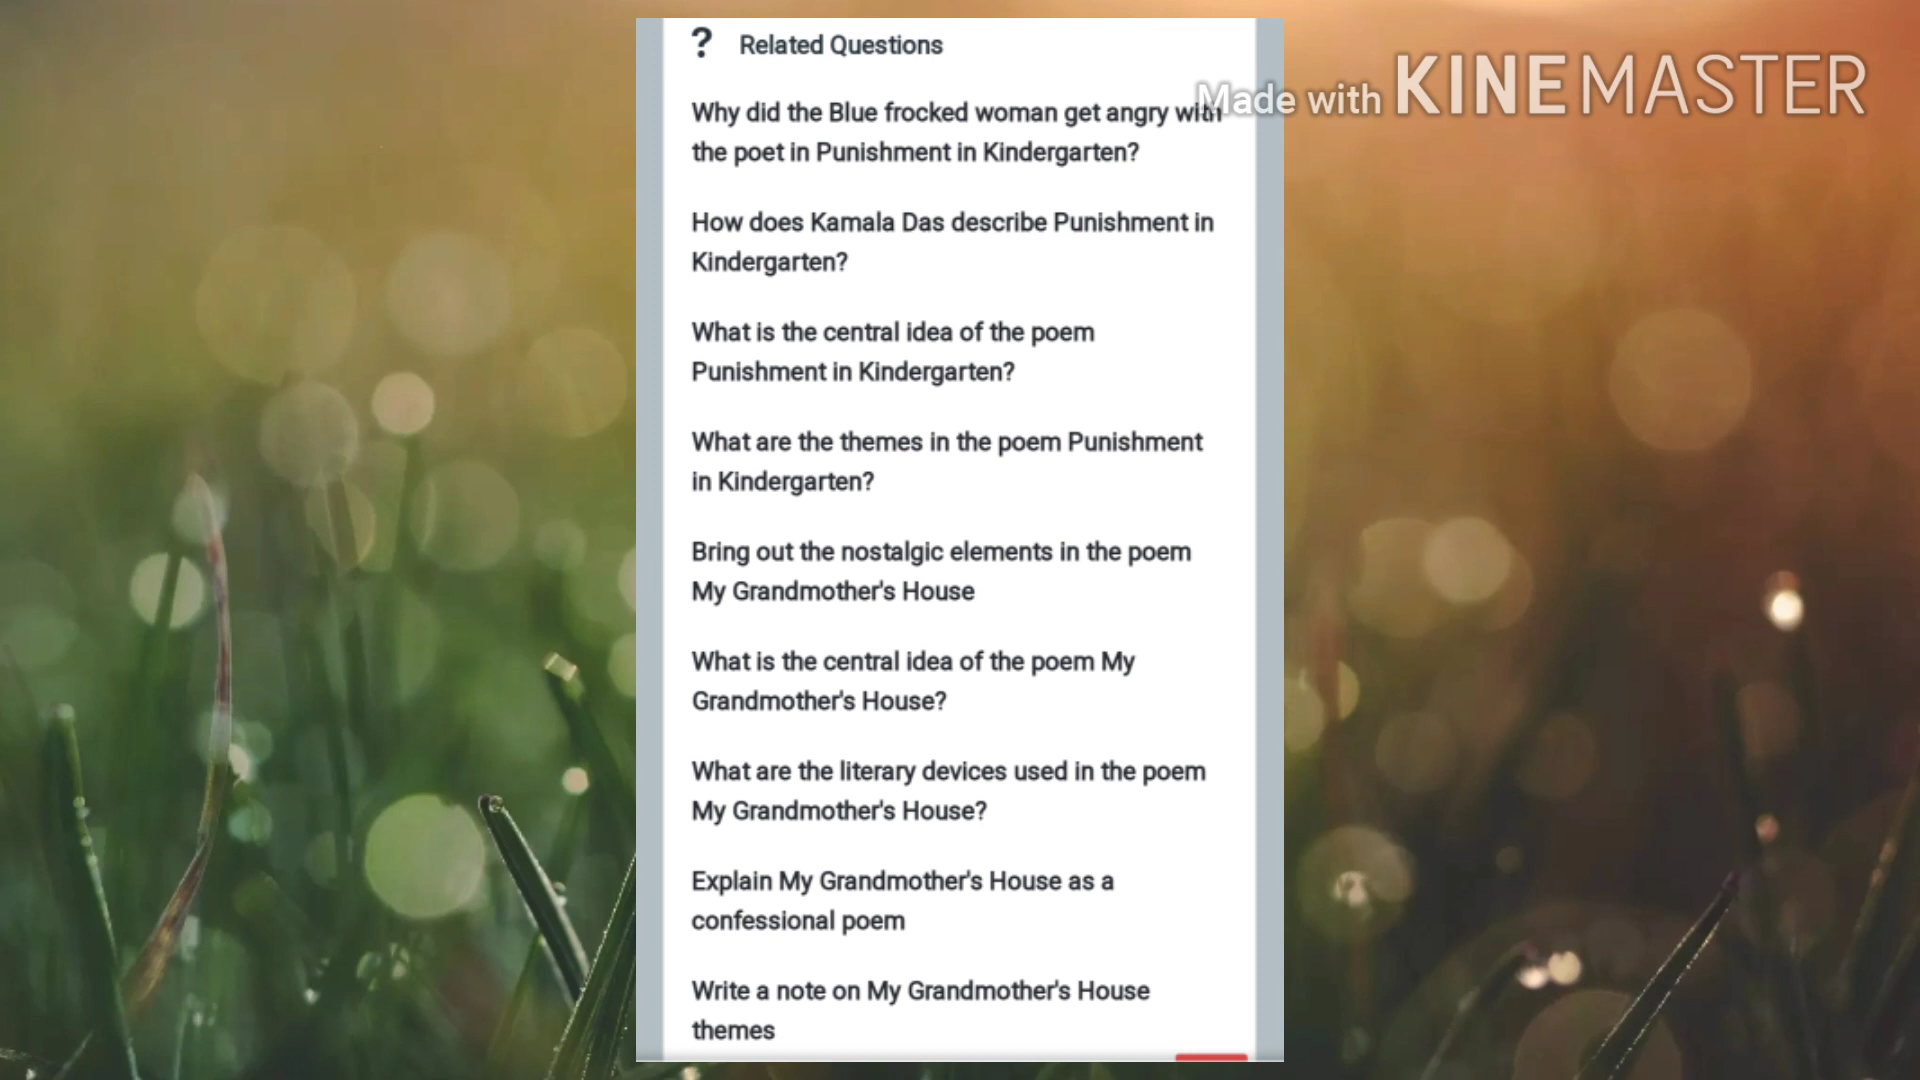 ? Related Questions
Made with KINEMASTER
Why did the Blue frocked woman get angry with
the poet in Punishment in Kindergarten?
How does Kamala Das describe Punishment in
Kindergarten?
What is the central idea of the poem
Punishment in Kindergarten?
What are the themes in the poem Punishment
in Kindergarten?
Bring out the nostalgic elements in the poem
My Grandmother's House
What is the central idea of the poem My
Grandmother's House?
What are the literary devices used in the poem
My Grandmother's House?
Explain My Grandmother's House as a
confessional poem
Write a note on My Grandmother's House
themes